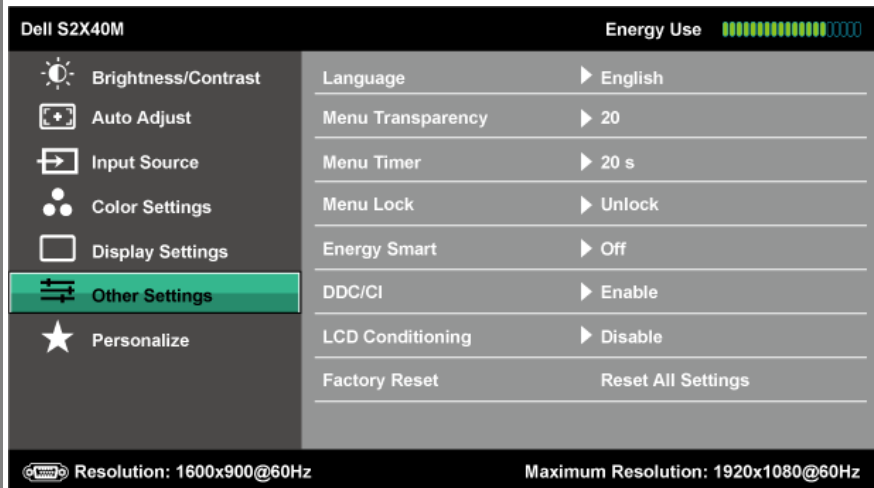 Dell S2X40M Energy Use
Brightness/Contrast Language English
Auto Adjust Menu Transparency 20
Input Source Menu Timer 20 s
Color Settings Menu Lock Unlock
Display Settings Energy Smart Off
Other Settings DDC/CI Enable
Personalize LCD Conditioning Disable
Factory Reset Reset All Settings
Resolution: 1600x900@60Hz Maximum Resolution: 1920x1080@60Hz